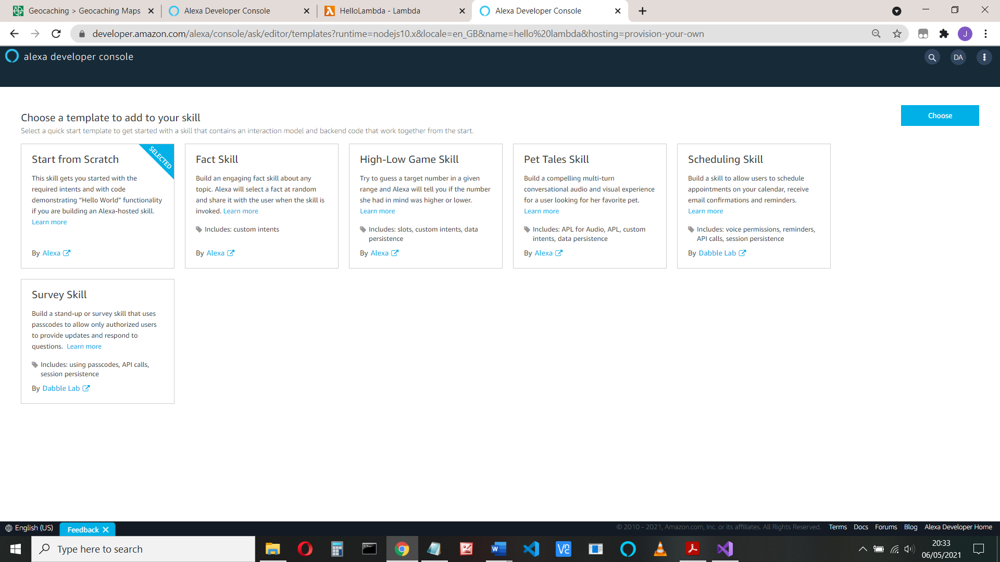 Geocaching > Geocaching Maps
Alexa Developer Console
HelloLambda - Lambda
Alexa Developer Console
developer.amazon.com/alexa/console/ask/editor/templates?runtime=nodejs10.x&locale=en_GB&name=hello%20lambda&hosting=provision-your-own
J
alexa developer console
DA
Choose a template to add to your skill
Choose
Select a quick start template to get started with a skill that contains an interaction model and backend code that work together from the start.
Start from Scratch
SELECTED
This skill gets you started with the
required intents and with code
demonstrating “Hello World” functionality
if you are building an Alexa-hosted skill.
Learn more
By Alexa
Fact Skill
Build an engaging fact skill about any
topic. Alexa will select a fact at random
and share it with the user when the skill is
invoked. Learn more
Includes: custom intents
By Alexa
High-Low Game Skill
Try to guess a target number in a given
range and Alexa will tell you if the number
she had in mind was higher or lower.
Learn more
Includes: slots, custom intents, data
persistence
By Alexa
Pet Tales Skill
Build a compelling multi-turn
conversational audio and visual experience
for a user looking for her favorite pet.
Learn more
Includes: APL for Audio, APL, custom
intents, data persistence
By Alexa
Scheduling Skill
Build a skill to allow users to schedule
appointments on your calendar, receive
email confirmations and reminders.
Learn more
Includes: voice permissions, reminders,
API calls, session persistence
By Dabble Lab
Survey Skill
Build a stand-up or survey skill that uses
passcodes to allow only authorized users
to provide updates and respond to
questions. Learn more
Includes: using passcodes, API calls,
session persistence
By Dabble Lab
English (US)
Feedback
© 2010 - 2021, Amazon.com, Inc. or its affiliates. All Rights Reserved.
Terms
Docs
Forums
Blog
Alexa Developer Home
Type here to search
20:33
06/05/2021